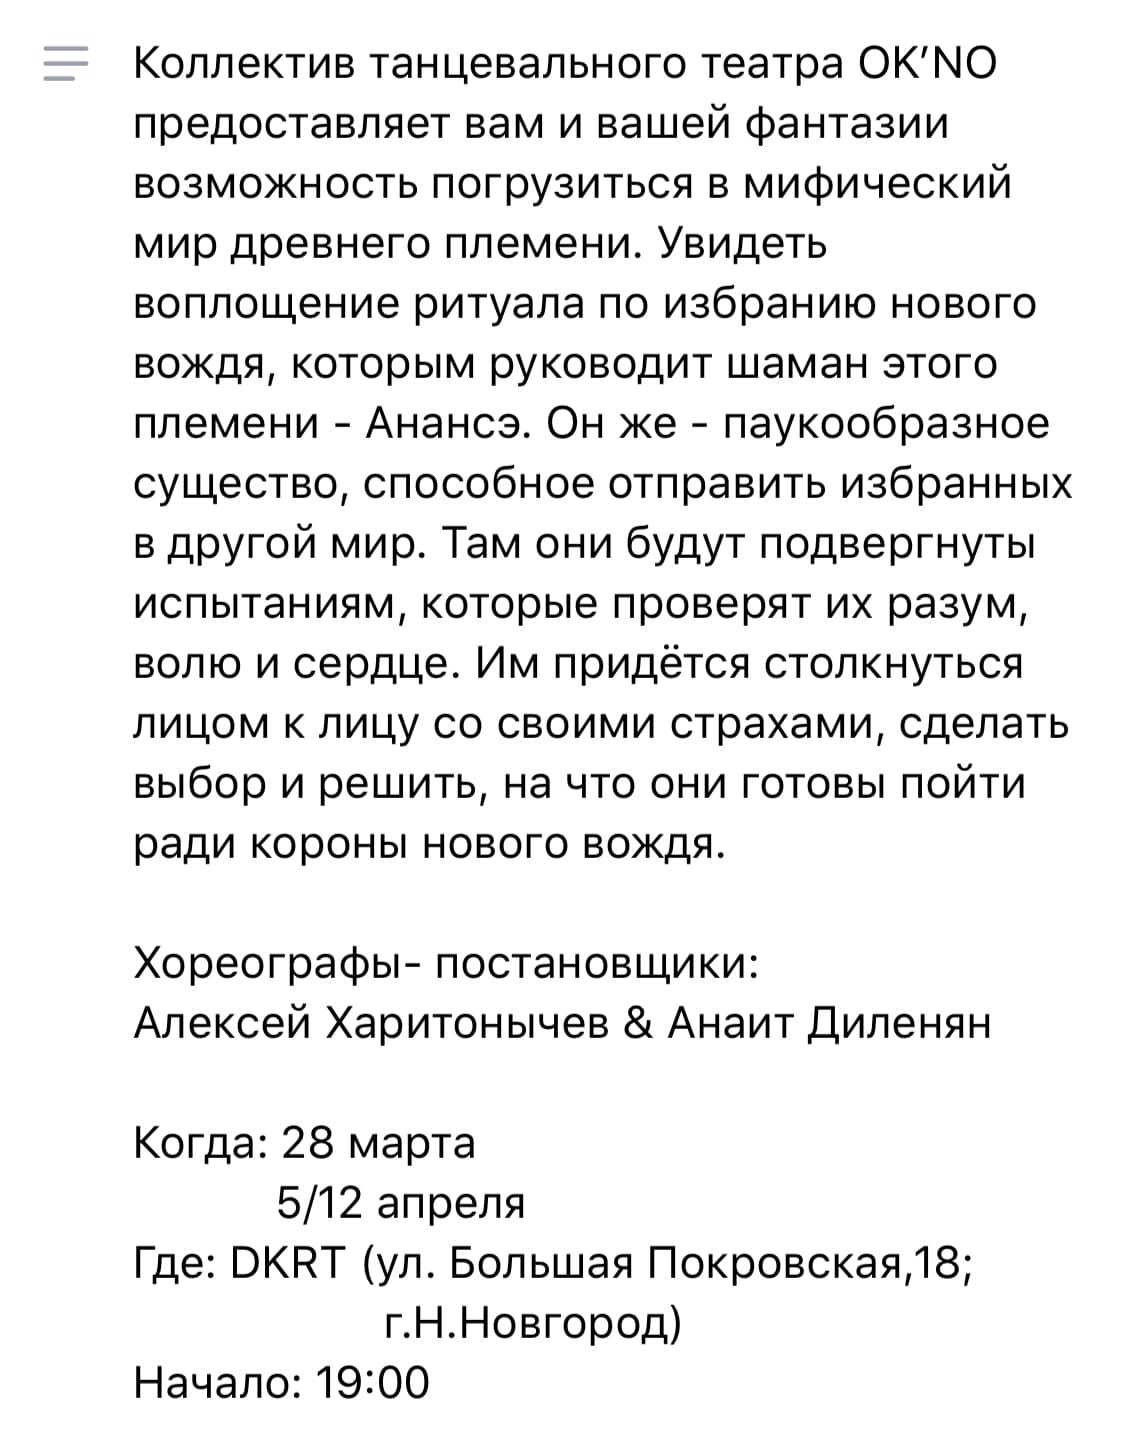 Коллектив танцевального театра OK’NO
предоставляет вам и вашей фантазии
возможность погрузиться в мифический
мир древнего племени. Увидеть
воплощение ритуала по избранию нового
вождя, которым руководит шаман этого
племени - Анансэ. Он же - паукообразное
существо, способное отправить избранных
в другой мир. Там они будут подвергнуты
испытаниям, которые проверят их разум,
волю и сердце. Им придётся столкнуться
лицом к лицу со своими страхами, сделать
выбор и решить, на что они готовы пойти
ради короны нового вождя.

Хореографы- постановщики:
Алексей Харитонычев & Анаит Диленян

Когда: 28 марта
5/12 апреля
Где: DKRT (ул. Большая Покровская,18;
г.Н.Новгород)
Начало: 19:00